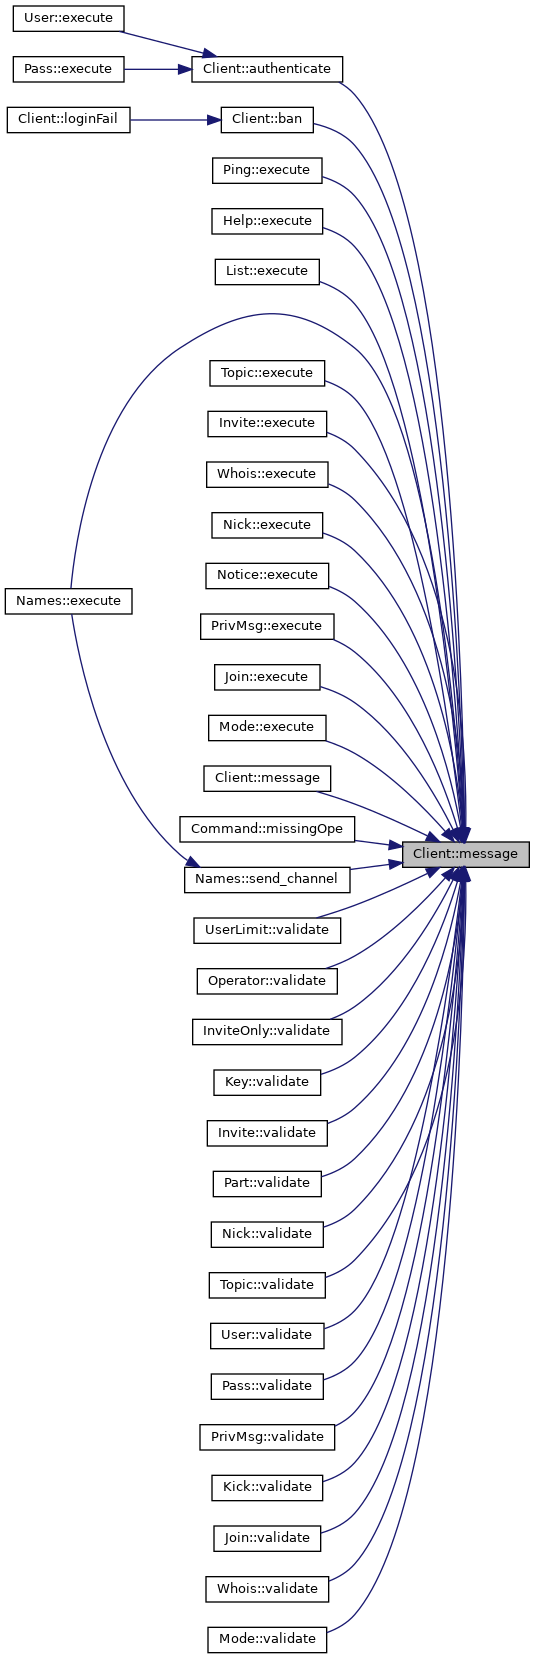 User::execute
Pass::execute
Client::authenticate
Client::loginFail
Client::ban
Ping::execute
Help::execute
List::execute
Topic::execute
Invite::execute
Whois::execute
Nick::execute
Notice::execute
Names::execute
PrivMsg::execute
Join::execute
Mode::execute
Client::message
Command::missingOpe
Client::message
Names::send_channel
UserLimit::validate
Operator::validate
InviteOnly::validate
Key::validate
Invite::validate
Part::validate
Nick::validate
Topic::validate
User::validate
Pass::validate
PrivMsg::validate
Kick::validate
Join::validate
Whois::validate
Mode::validate